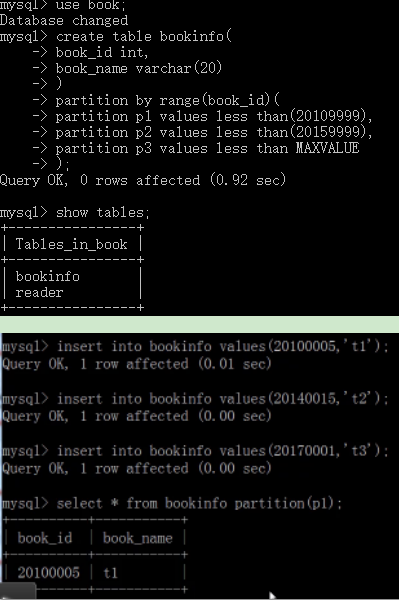 mysql> use book;
Database changed
mysql> create table bookinfo(
    -> book_id int,
    -> book_name varchar(20)
    -> )
    -> partition by range(book_id)(
    -> partition p1 values less than(20109999),
    -> partition p2 values less than(20159999),
    -> partition p3 values less than MAXVALUE
    -> );
Query OK, 0 rows affected (0.92 sec)
mysql> show tables;
+----------------+
| Tables_in_book |
+----------------+
| bookinfo       |
| reader         |
+----------------+
mysql> insert into bookinfo values(20100005,'t1');
Query OK, 1 row affected (0.01 sec)
mysql> insert into bookinfo values(20140015,'t2');
Query OK, 1 row affected (0.00 sec)
mysql> insert into bookinfo values(20170001,'t3');
Query OK, 1 row affected (0.00 sec)
mysql> select * from bookinfo partition(p1);
+----------+-----------+
| book_id  | book_name |
+----------+-----------+
| 20100005 | t1        |
+----------+-----------+